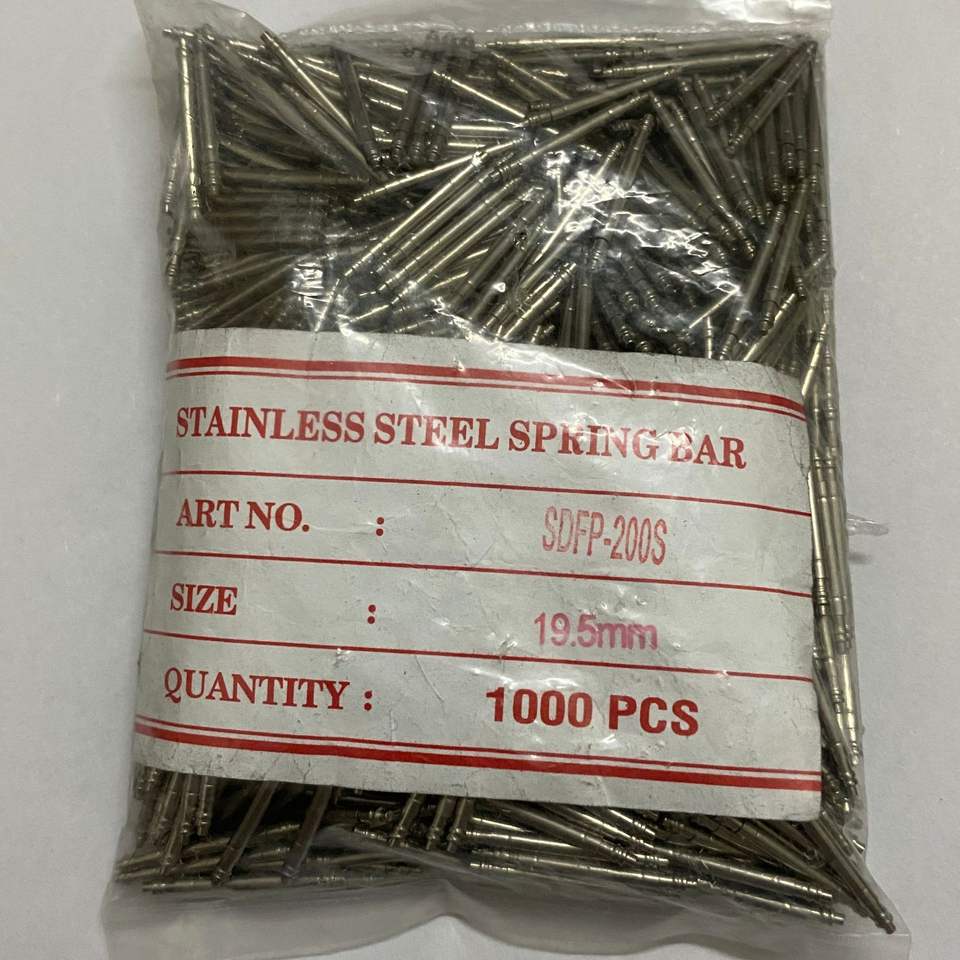 STAINLESS STEEL SPRING BAR
ART NO. : SDFP-200S
SIZE : 19.5mm
QUANTITY : 1000 PCS